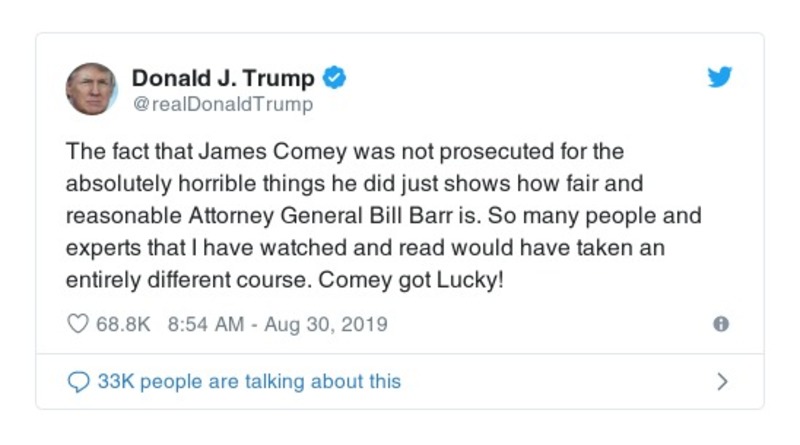 Donald J. Trump
@realDonaldTrump
The fact that James Comey was not prosecuted for the
absolutely horrible things he did just shows how fair and
reasonable Attorney General Bill Barr is. So many people and
experts that I have watched and read would have taken an
entirely different course. Comey got Lucky!
68.8K 8:54 AM - Aug 30, 2019
33K people are talking about this